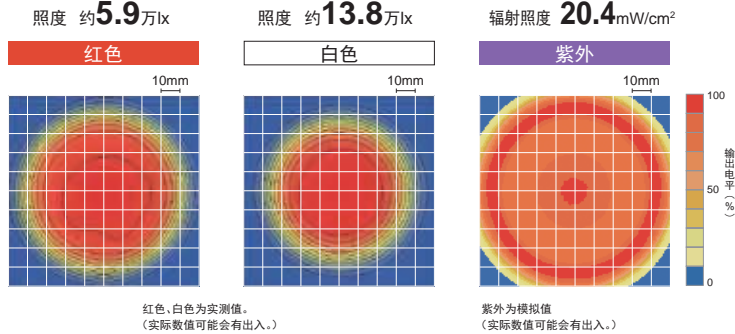 照度 约5.9万lx
照度 约13.8万lx
辐射照度 20.4mW/cm²
红色
白色
紫外
10mm
10mm
10mm
100
50
0
输出电平（%）
红色、白色为实测值。
（实际数值可能会有出入。）
紫外为模拟值
（实际数值可能会有出入。）